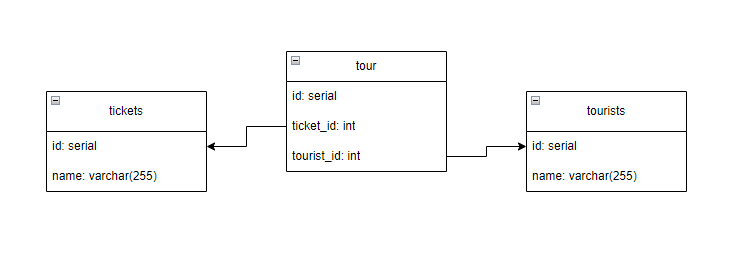 tickets
id: serial
name: varchar(255)
tour
id: serial
ticket_id: int
tourist_id: int
tourists
id: serial
name: varchar(255)